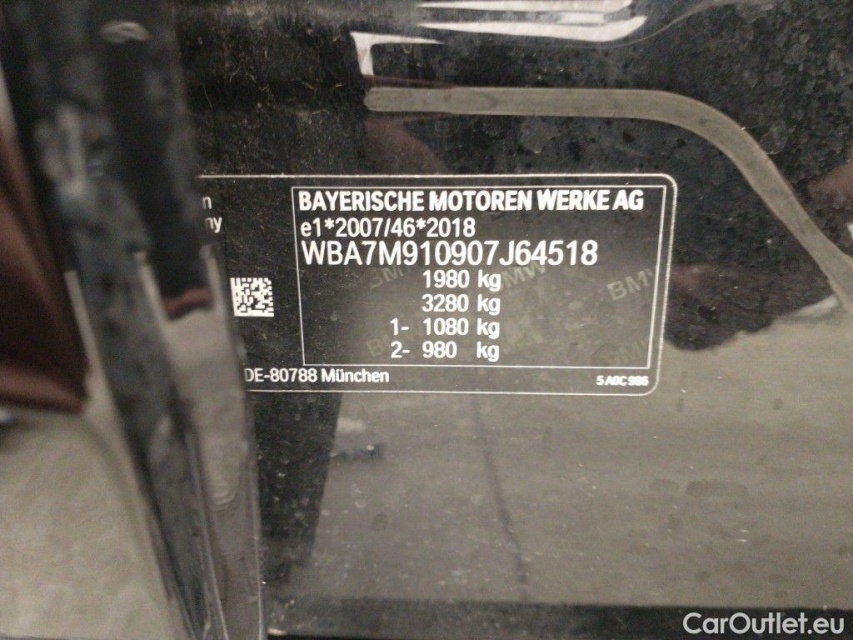 BAYERISCHE MOTOREN WERKE AG
e1*2007/46*2018
WBA7M910907J64518
1980 kg
3280 kg
1- 1080 kg
2- 980 kg
DE-80788 München
5 A0C 986
CarOutlet.eu